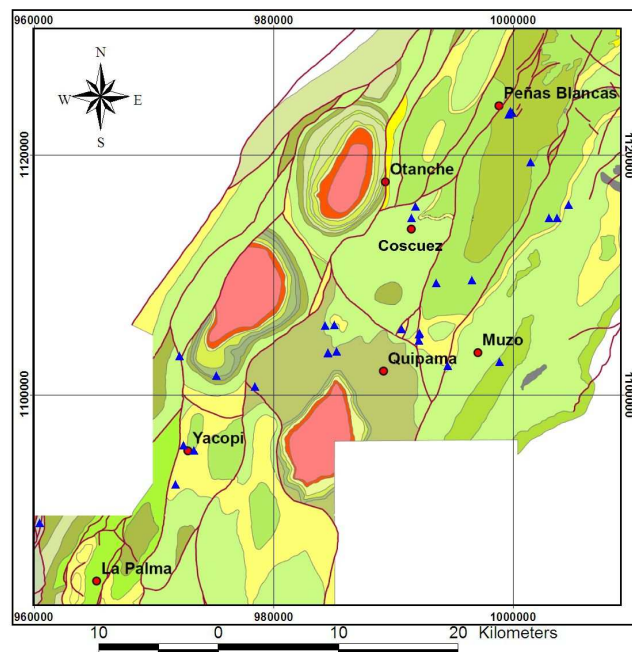 960000 980000 1000000
N
W E
S
Peñas Blancas
1120000 1120000
Otanche
Coscuez
Muzo
Quipama
1100000 1100000
Yacopi
La Palma
960000 980000 1000000
10 0 10 20 Kilometers